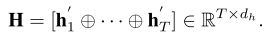 H = [h'_1 ⊕ ⋯ ⊕ h'_T] ∈ ℝ^{T×d_h}.